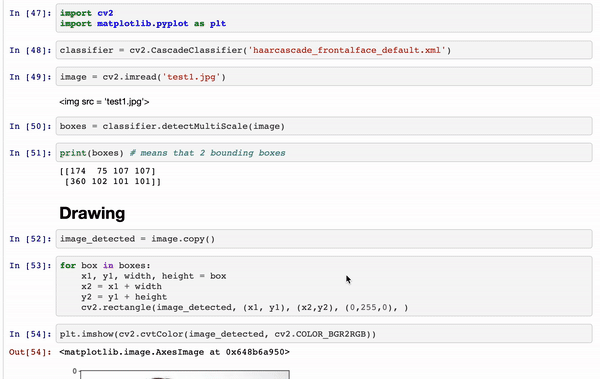 In [47]: import cv2
import matplotlib.pyplot as plt
In [48]: classifier = cv2.CascadeClassifier('haarcascade_frontalface_default.xml')
In [49]: image = cv2.imread('test1.jpg')
<img src = 'test1.jpg'>
In [50]: boxes = classifier.detectMultiScale(image)
In [51]: print(boxes) # means that 2 bounding boxes
[[174  75 107 107]
 [360 102 101 101]]
Drawing
In [52]: image_detected = image.copy()
In [53]: for box in boxes:
    x1, y1, width, height = box
    x2 = x1 + width
    y2 = y1 + height
    cv2.rectangle(image_detected, (x1, y1), (x2,y2), (0,255,0), )
In [54]: plt.imshow(cv2.cvtColor(image_detected, cv2.COLOR_BGR2RGB))
Out[54]: <matplotlib.image.AxesImage at 0x648b6a950>
0